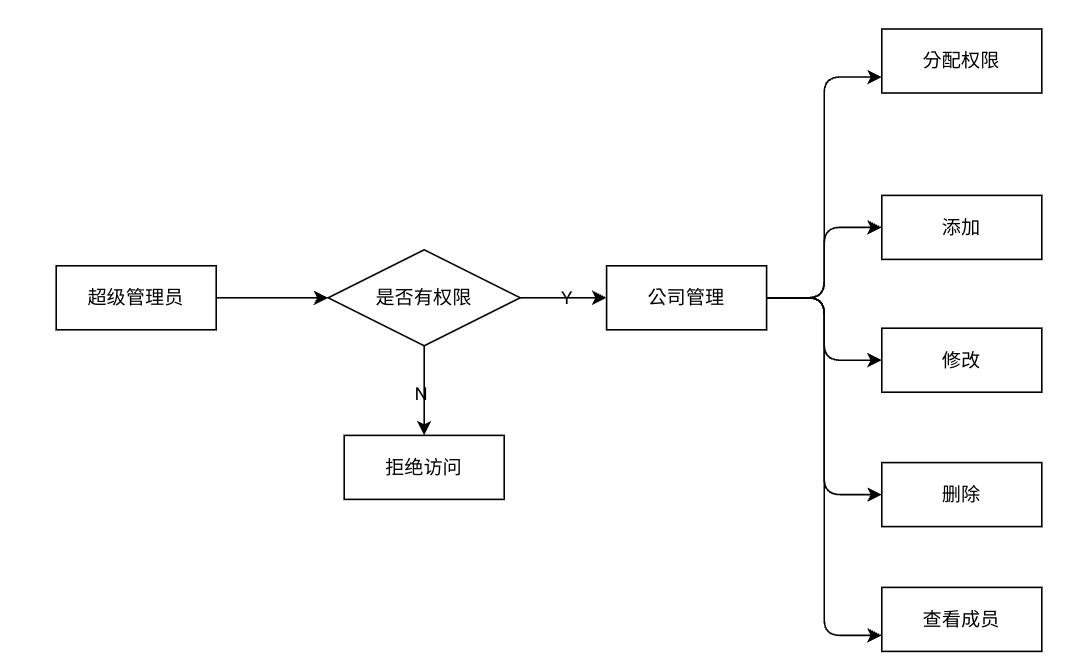 分配权限
添加
超级管理员
是否有权限
Y
公司管理
修改
N
拒绝访问
删除
查看成员